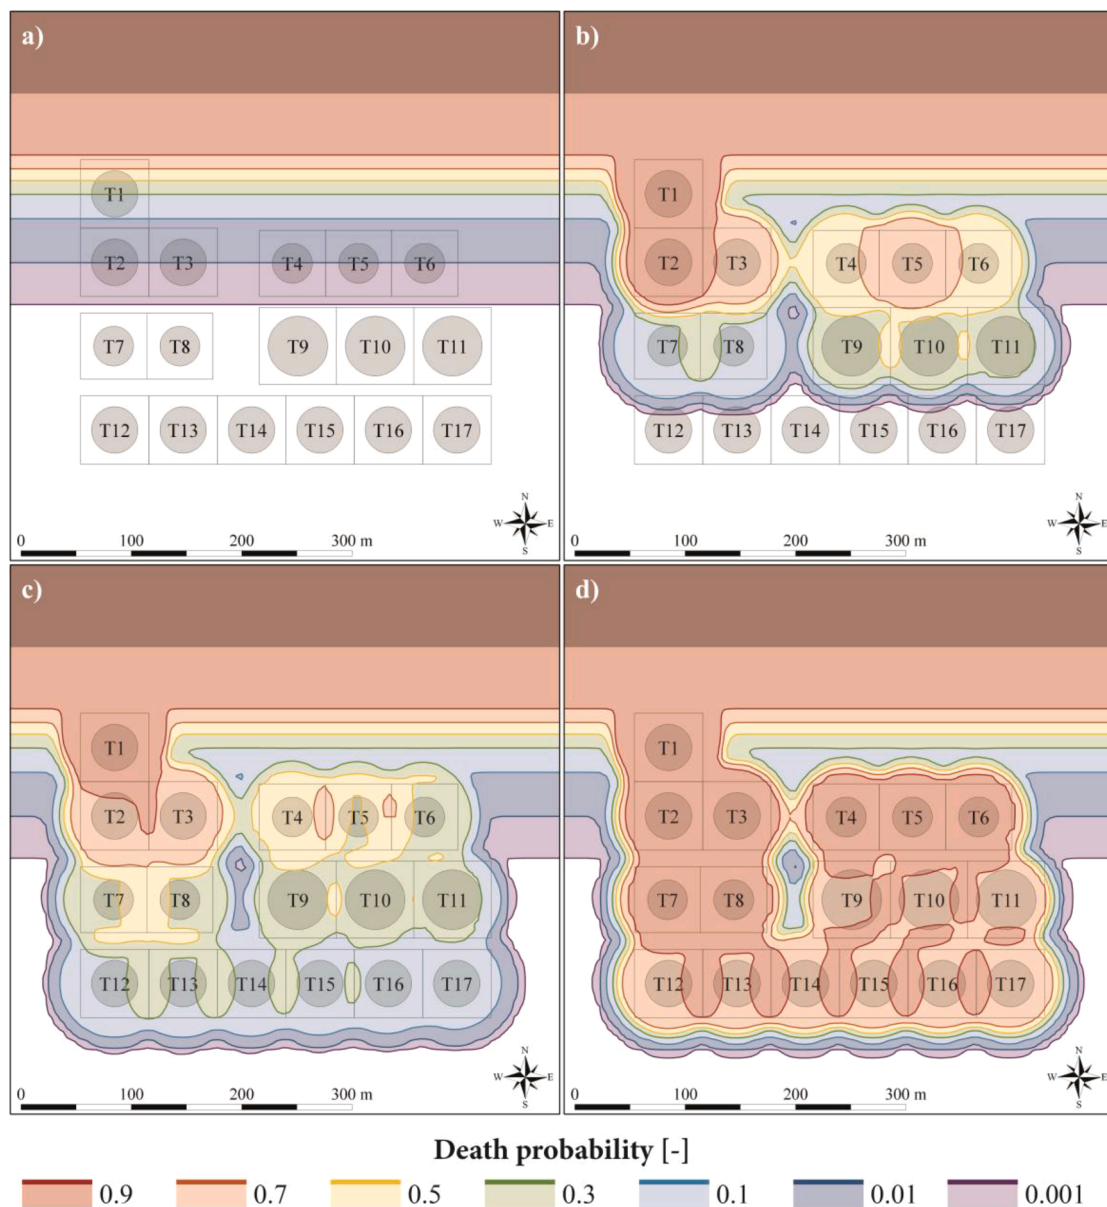 a)
T1
T2 T3 T4 T5 T6
T7 T8 T9 T10 T11
T12 T13 T14 T15 T16 T17
N
W E
S
0 100 200 300 m
b)
T1
T2 T3 T4 T5 T6
T7 T8 T9 T10 T11
T12 T13 T14 T15 T16 T17
N
W E
S
0 100 200 300 m
c)
T1
T2 T3 T4 T5 T6
T7 T8 T9 T10 T11
T12 T13 T14 T15 T16 T17
N
W E
S
0 100 200 300 m
d)
T1
T2 T3 T4 T5 T6
T7 T8 T9 T10 T11
T12 T13 T14 T15 T16 T17
N
W E
S
0 100 200 300 m
Death probability [-]
0.9 0.7 0.5 0.3 0.1 0.01 0.001